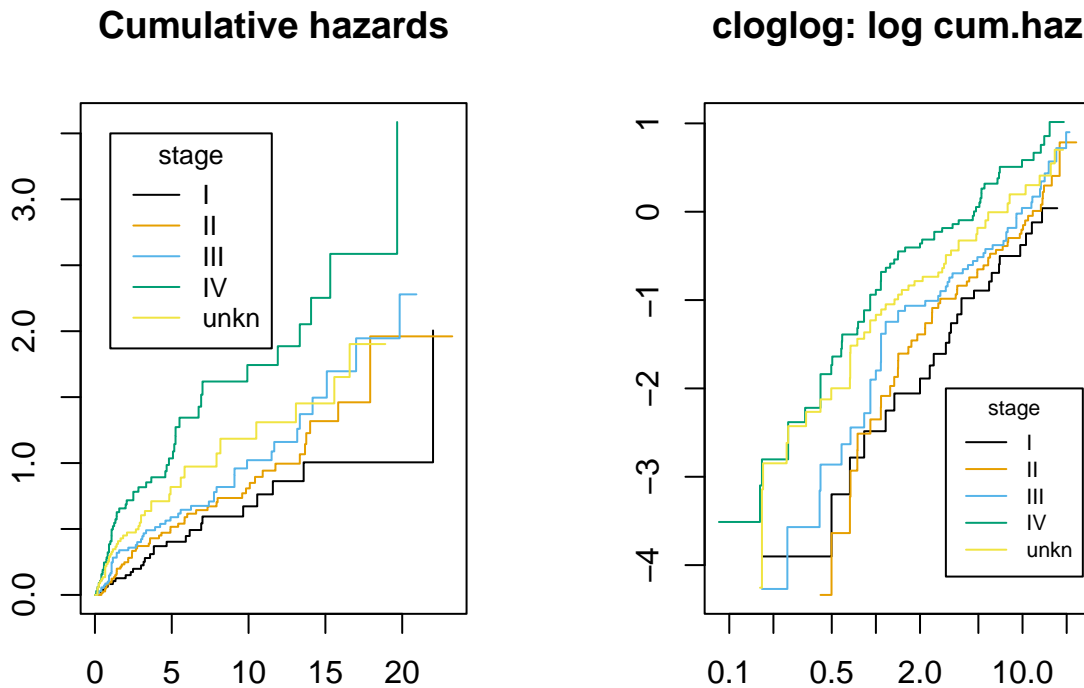 Cumulative hazards
3.0
2.0
1.0
0.0
0 5 10 15 20
stage
I
II
III
IV
unkn
cloglog: log cum.haz
1
0
−1
−2
−3
−4
0.1 0.5 2.0 10.0
stage
I
II
III
IV
unkn